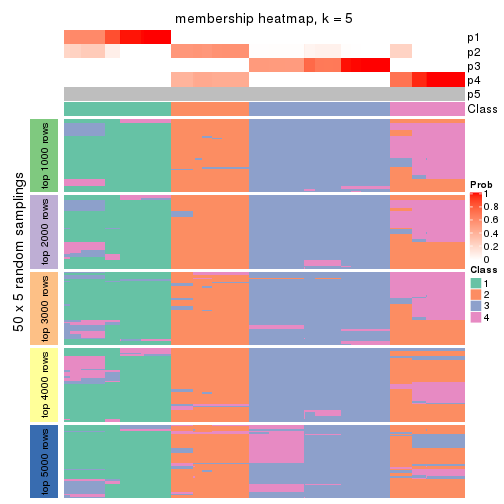 membership heatmap, k = 5
p1
p2
p3
p4
p5
Class
50 x 5 random samplings
top 1000 rows
top 2000 rows
top 3000 rows
top 4000 rows
top 5000 rows
Prob
1
0.8
0.6
0.4
0.2
0
Class
1
2
3
4